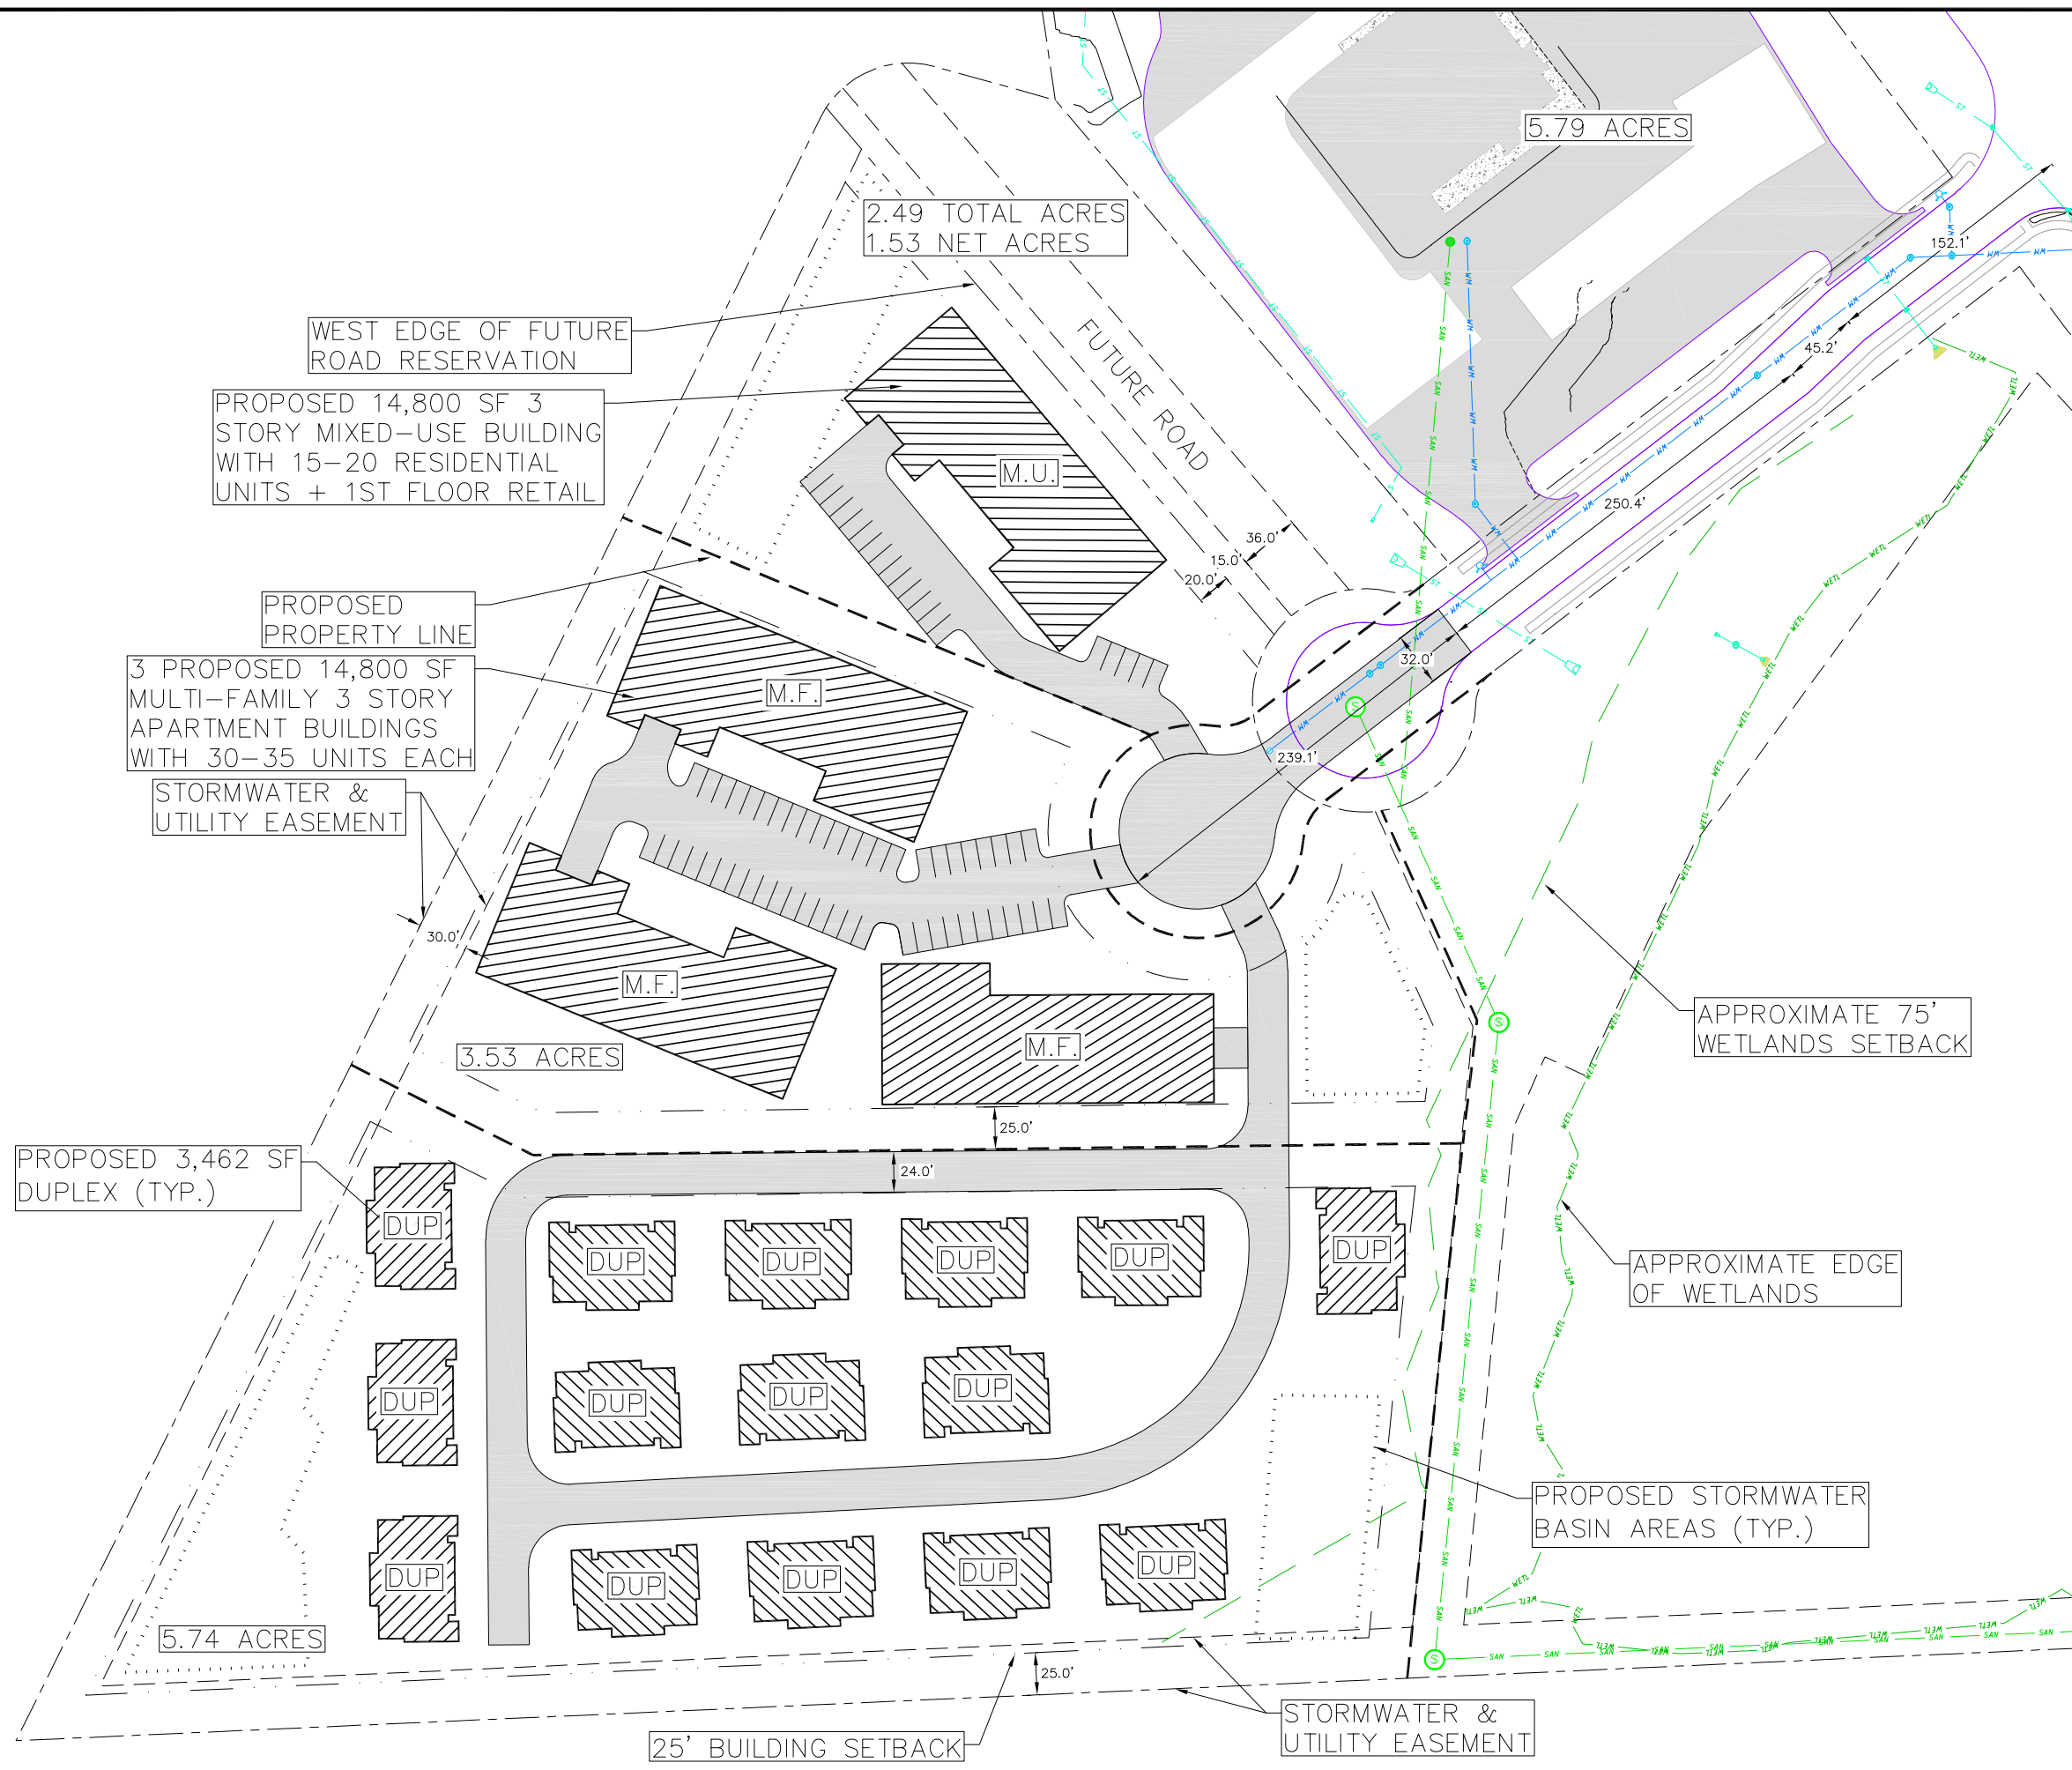 5.79 ACRES
2.49 TOTAL ACRES
1.53 NET ACRES
152.1'
WEST EDGE OF FUTURE
ROAD RESERVATION
FUTURE ROAD
45.2'
PROPOSED 14,800 SF 3
STORY MIXED-USE BUILDING
WITH 15-20 RESIDENTIAL
UNITS + 1ST FLOOR RETAIL
M.U.
250.4'
36.0'
15.0'
20.0'
PROPOSED
PROPERTY LINE
3 PROPOSED 14,800 SF
MULTI-FAMILY 3 STORY
APARTMENT BUILDINGS
WITH 30-35 UNITS EACH
M.F.
32.0'
239.1'
STORMWATER &
UTILITY EASEMENT
30.0'
M.F.
M.F.
3.53 ACRES
APPROXIMATE 75'
WETLANDS SETBACK
25.0'
24.0'
PROPOSED 3,462 SF
DUPLEX (TYP.)
DUP
DUP
DUP
DUP
DUP
DUP
APPROXIMATE EDGE
OF WETLANDS
DUP
DUP
DUP
DUP
PROPOSED STORMWATER
BASIN AREAS (TYP.)
DUP
DUP
DUP
DUP
DUP
5.74 ACRES
25.0'
25' BUILDING SETBACK
STORMWATER &
UTILITY EASEMENT
S
S
S
SAN
WM
ST
WETL